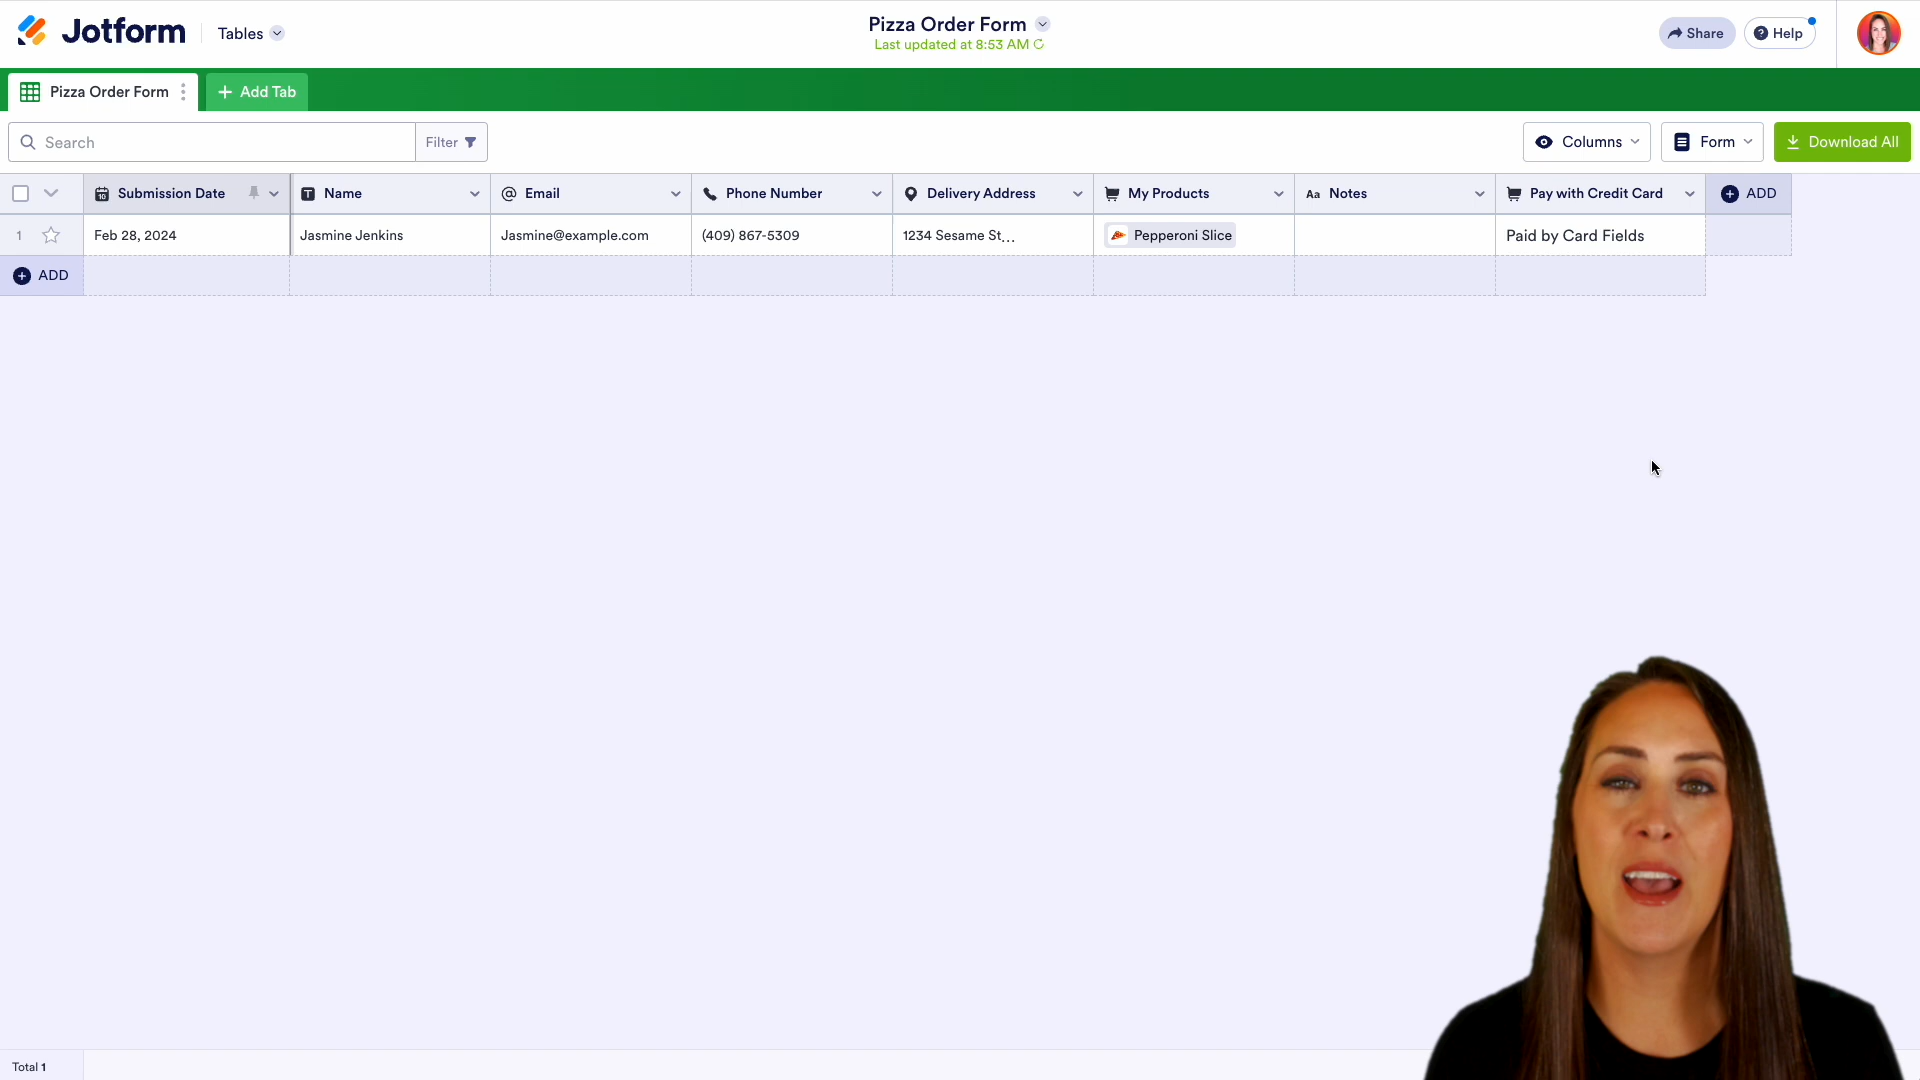 Jotform
Tables
Pizza Order Form
Last updated at 8:53 AM
Share
Help
Pizza Order Form
Add Tab
Search
Filter
Columns
Form
Download All
Submission Date
Name
Email
Phone Number
Delivery Address
My Products
Aa Notes
Pay with Credit Card
ADD
1
Feb 28, 2024
Jasmine Jenkins
Jasmine@example.com
(409) 867-5309
1234 Sesame St...
Pepperoni Slice
Paid by Card Fields
ADD
Total 1